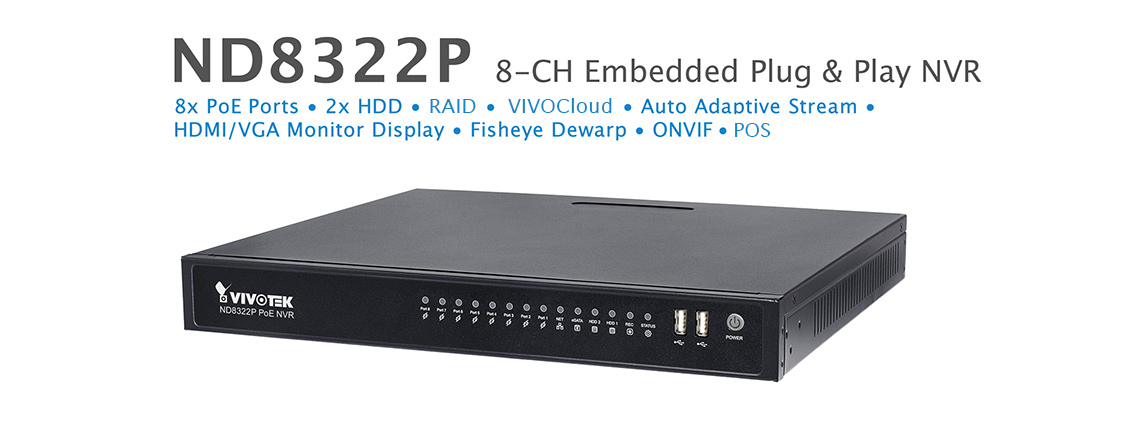 ND8322P 8-CH Embedded Plug & Play NVR
8x PoE Ports • 2x HDD • RAID • VIVOCloud • Auto Adaptive Stream •
HDMI/VGA Monitor Display • Fisheye Dewarp • ONVIF • POS
VIVOTEK
ND8322P PoE NVR
Port 8 Port 7 Port 6 Port 5 Port 4 Port 3 Port 2 Port 1 NET eSATA HDD 2 HDD 1 REC STATUS
POWER